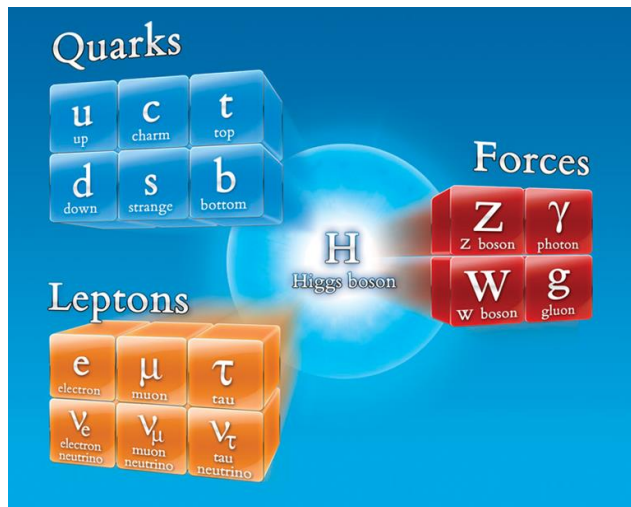 Quarks
u c t
up charm top
d s b
down strange bottom
Forces
Z γ
Z boson photon
W g
W boson gluon
H
Higgs boson
Leptons
e μ τ
electron muon tau
νe νμ ντ
electron neutrino muon neutrino tau neutrino